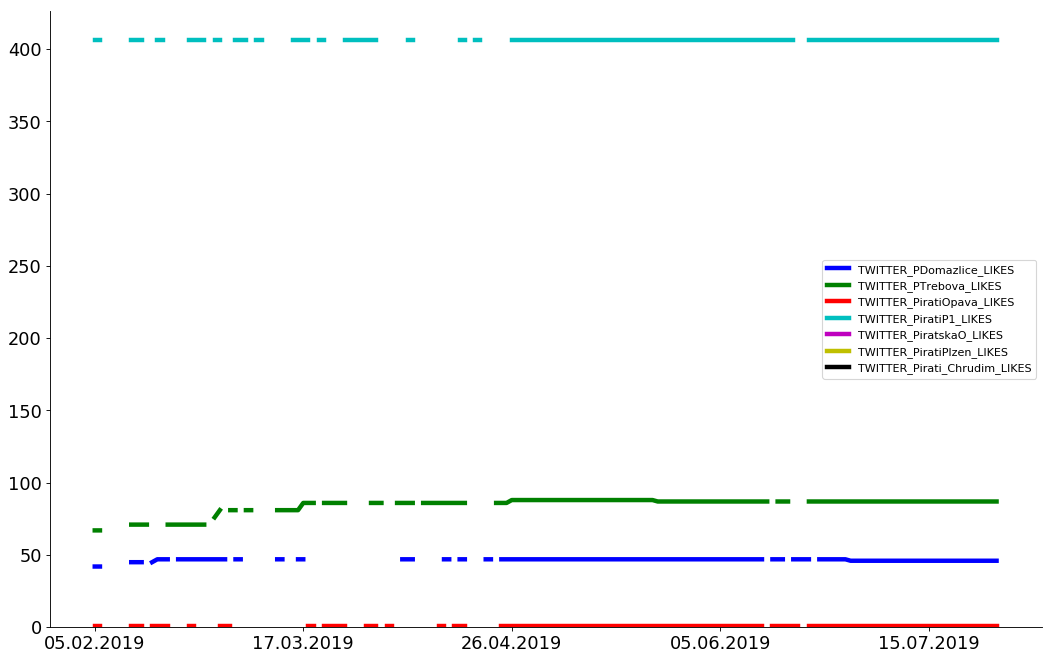 400
350
300
250
200
150
100
50
0
TWITTER_PDomazlice_LIKES
TWITTER_PTrebova_LIKES
TWITTER_PiratiOpava_LIKES
TWITTER_PiratiP1_LIKES
TWITTER_PiratskaO_LIKES
TWITTER_PiratiPlzen_LIKES
TWITTER_Pirati_Chrudim_LIKES
05.02.2019 17.03.2019 26.04.2019 05.06.2019 15.07.2019